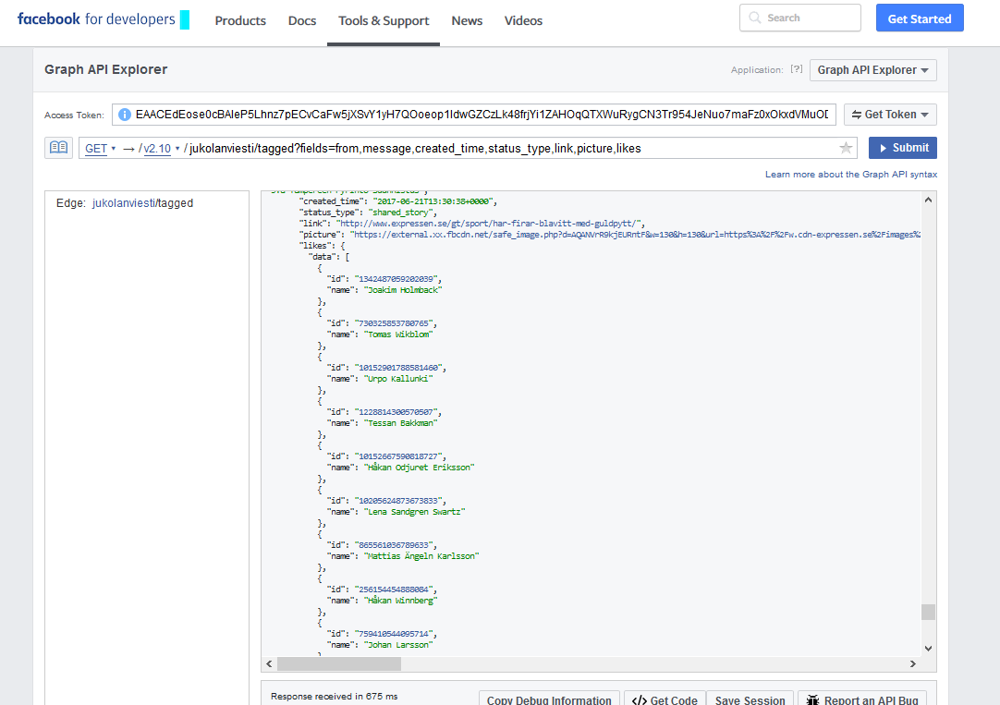 facebook for developers
Products Docs Tools & Support News Videos
Search
Get Started
Graph API Explorer
Application: [?] Graph API Explorer
Access Token: EAACEdEose0cBAIeP5Lhnz7pECvCaFw5jXSvY1yH7QOoeop1IdwGZCzLk48frjYi1ZAHOqQTXWuRygCN3Tr954JeNuo7maFz0xOkxdVMuOD
Get Token
GET → / v2.10 / jukolanviesti/tagged?fields=from,message,created_time,status_type,link,picture,likes
Submit
Learn more about the Graph API syntax
Edge: jukolanviesti/tagged
"created_time": "2017-06-21T13:30:38+0000",
"status_type": "shared_story",
"link": "http://www.expressen.se/gt/sport/har-firar-blavitt-med-guldpytt/",
"picture": "https://external.xx.fbcdn.net/safe_image.php?d=AQANVrR9kjEURntF&w=130&h=130&url=https%3A%2F%2Fw.cdn-expressen.se%2Fimages%2
"likes": {
"data": [
{
"id": "1342487059202039",
"name": "Joakim Holmback"
},
{
"id": "730325853780765",
"name": "Tomas Wikblom"
},
{
"id": "10152901788581460",
"name": "Urpo Kallunki"
},
{
"id": "1228814300570507",
"name": "Tessan Bakkman"
},
{
"id": "10152667590818727",
"name": "Håkan Odjuret Eriksson"
},
{
"id": "10205624873673833",
"name": "Lena Sandgren Swartz"
},
{
"id": "865561036789633",
"name": "Mattias Ängeln Karlsson"
},
{
"id": "256154454888084",
"name": "Håkan Winnberg"
},
{
"id": "759410544095714",
"name": "Johan Larsson"
Response received in 675 ms
Copy Debug Information
</> Get Code
Save Session
Report an API Bug